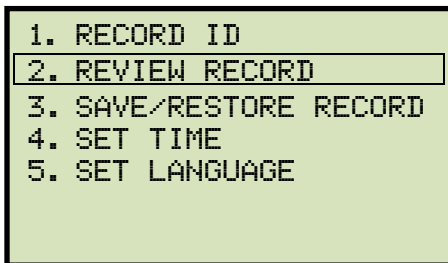 1. RECORD ID
2. REVIEW RECORD
3. SAVE/RESTORE RECORD
4. SET TIME
5. SET LANGUAGE